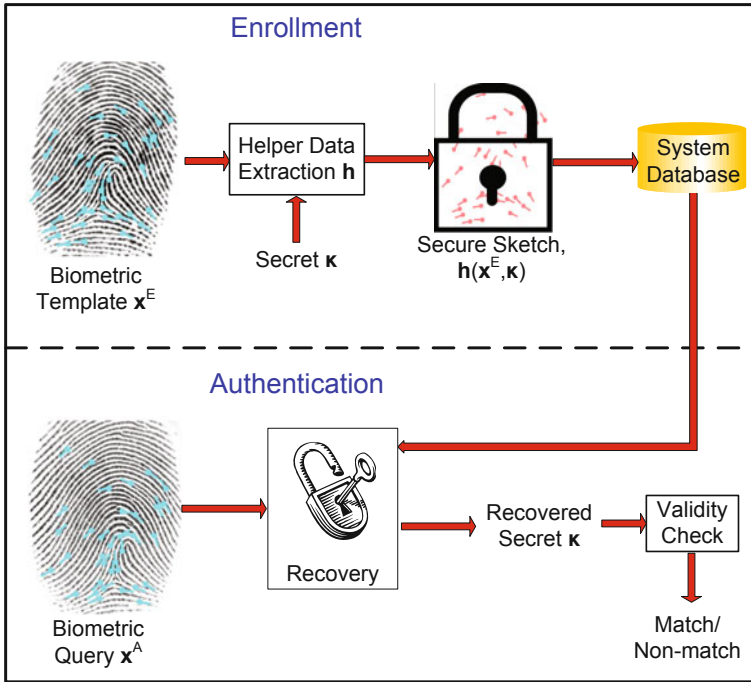 Enrollment
Helper Data
Extraction h
Secret κ
Biometric
Template x^E
Secure Sketch,
h(x^E,κ)
System
Database
Authentication
Biometric
Query x^A
Recovery
Recovered
Secret κ
Validity
Check
Match/
Non-match